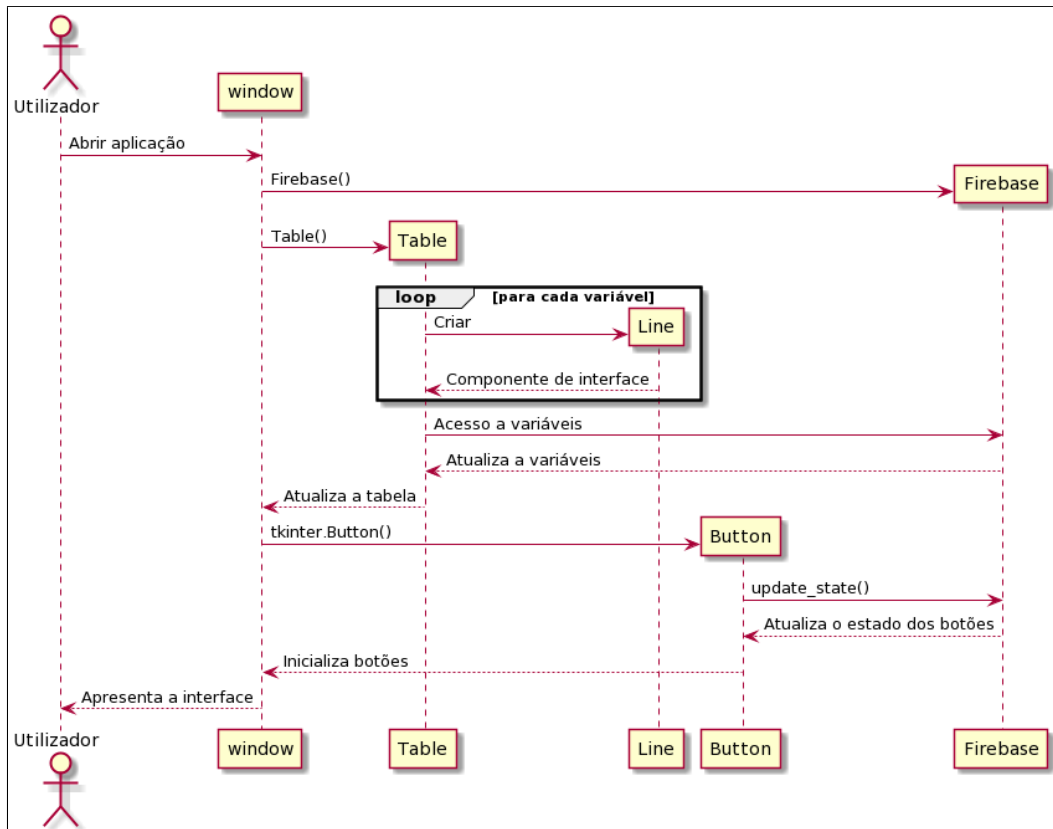 Utilizador
window
Abrir aplicação
Firebase()
Firebase
Table()
Table
loop [para cada variável]
Criar
Line
Componente de interface
Acesso a variáveis
Atualiza a variáveis
Atualiza a tabela
tkinter.Button()
Button
update_state()
Atualiza o estado dos botões
Inicializa botões
Apresenta a interface
Utilizador window Table Line Button Firebase